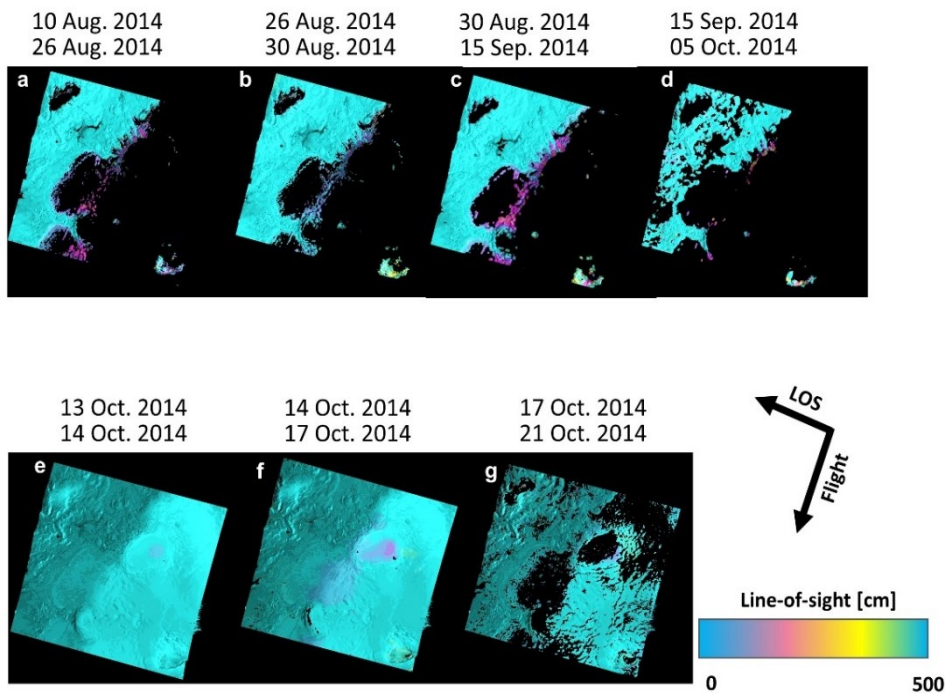 10 Aug. 2014
26 Aug. 2014
26 Aug. 2014
30 Aug. 2014
30 Aug. 2014
15 Sep. 2014
15 Sep. 2014
05 Oct. 2014
a
b
c
d
13 Oct. 2014
14 Oct. 2014
14 Oct. 2014
17 Oct. 2014
17 Oct. 2014
21 Oct. 2014
e
f
g
LOS
Flight
Line-of-sight [cm]
0
500